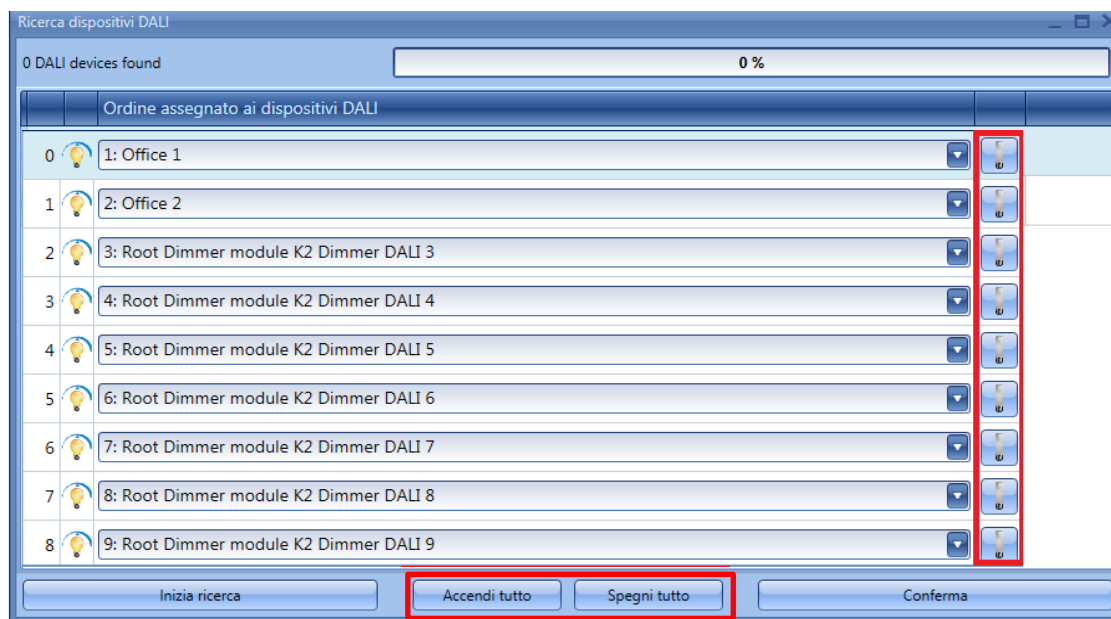 Ricerca dispositivi DALI
0 DALI devices found
0 %
Ordine assegnato ai dispositivi DALI
0 1: Office 1
1 2: Office 2
2 3: Root Dimmer module K2 Dimmer DALI 3
3 4: Root Dimmer module K2 Dimmer DALI 4
4 5: Root Dimmer module K2 Dimmer DALI 5
5 6: Root Dimmer module K2 Dimmer DALI 6
6 7: Root Dimmer module K2 Dimmer DALI 7
7 8: Root Dimmer module K2 Dimmer DALI 8
8 9: Root Dimmer module K2 Dimmer DALI 9
Inizia ricerca Accendi tutto Spegni tutto Conferma